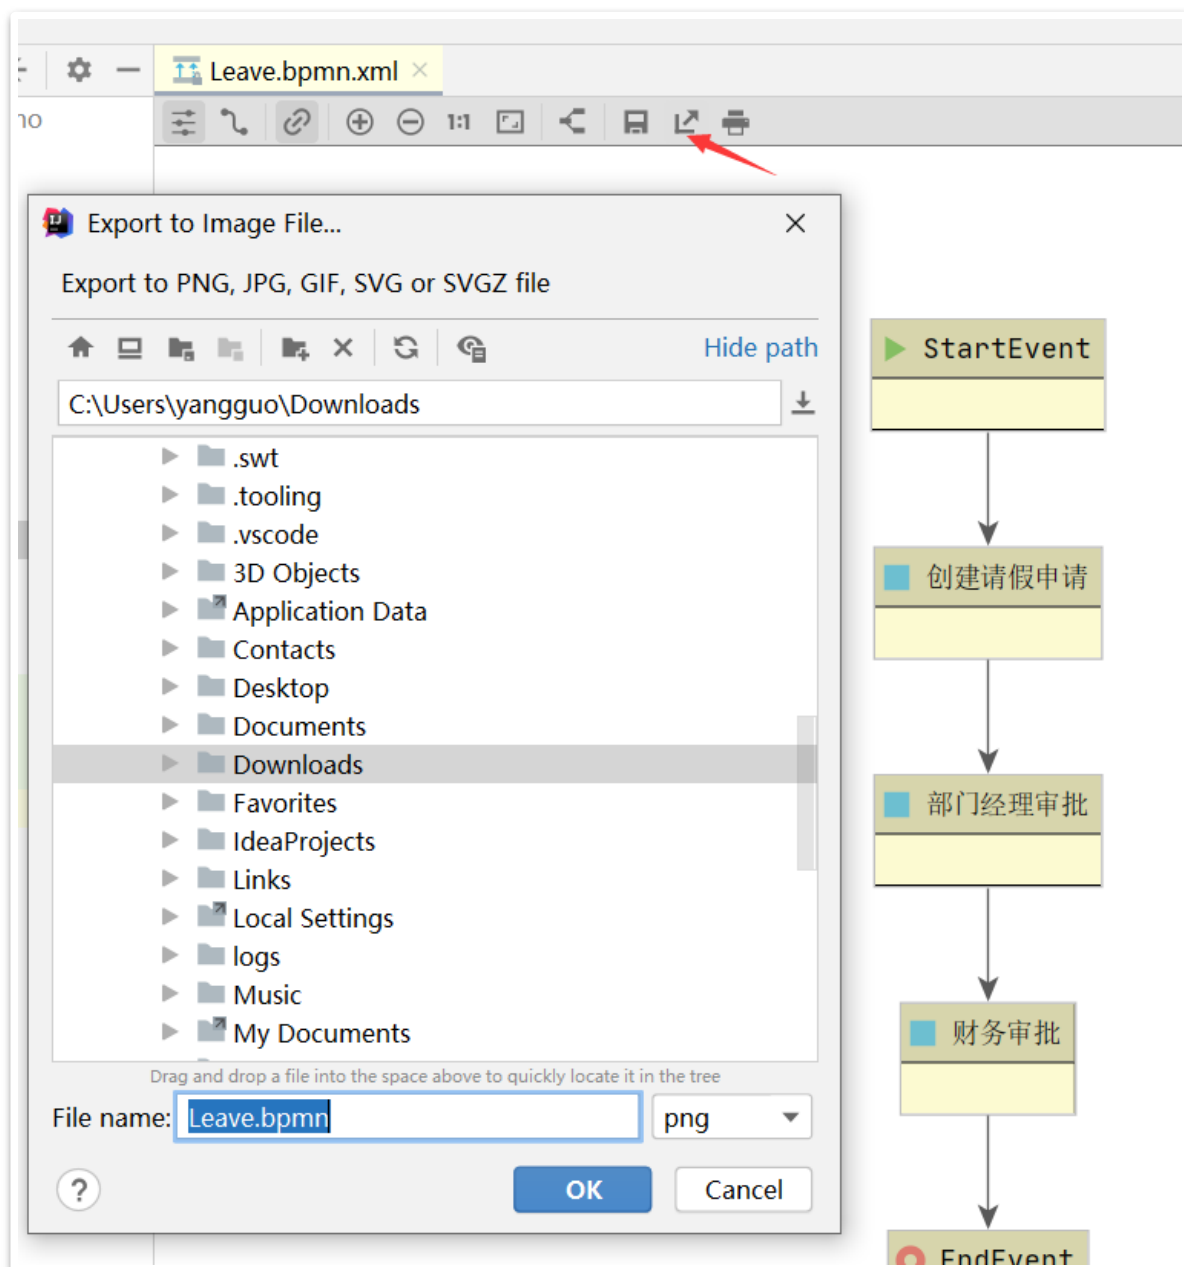 Leave.bpmn.xml
no
1:1
Export to Image File...
Export to PNG, JPG, GIF, SVG or SVGZ file
Hide path
C:\Users\yangguo\Downloads
.swt
.tooling
.vscode
3D Objects
Application Data
Contacts
Desktop
Documents
Downloads
Favorites
IdeaProjects
Links
Local Settings
logs
Music
My Documents
Drag and drop a file into the space above to quickly locate it in the tree
File name:
Leave.bpmn
png
?
OK
Cancel
StartEvent
创建请假申请
部门经理审批
财务审批
EndEvent